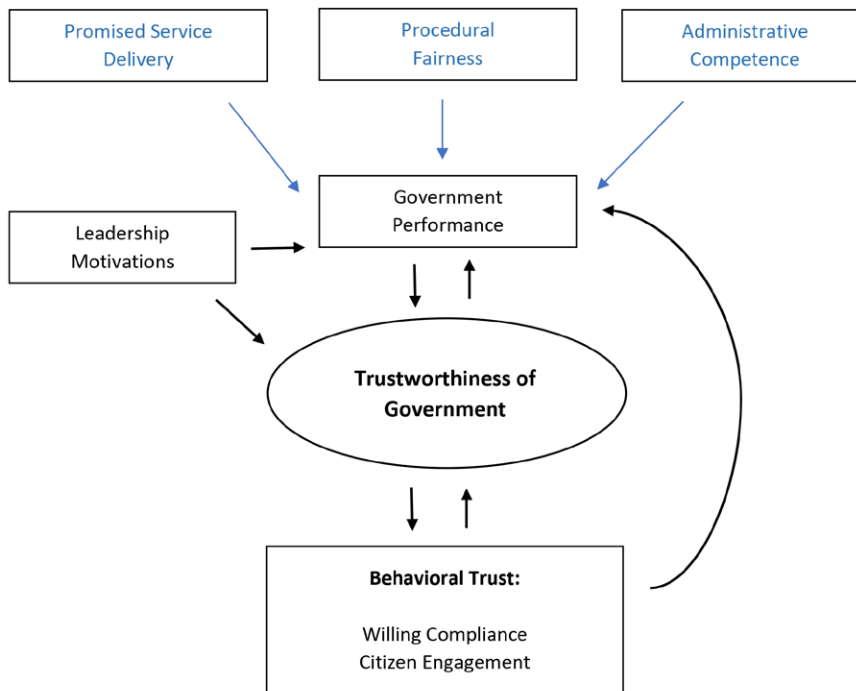 Promised Service
Delivery
Procedural
Fairness
Administrative
Competence
Government
Performance
Leadership
Motivations
Trustworthiness of
Government
Behavioral Trust:
Willing Compliance
Citizen Engagement